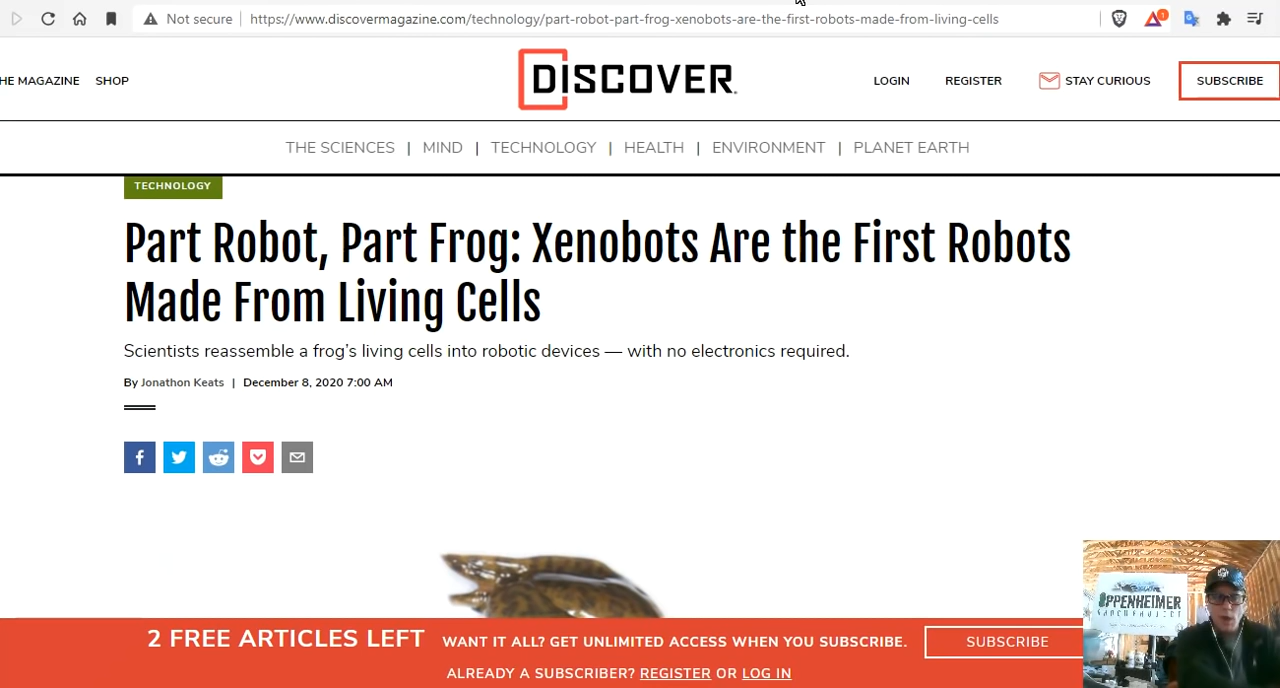 Not secure | https://www.discovermagazine.com/technology/part-robot-part-frog-xenobots-are-the-first-robots-made-from-living-cells
1
HE MAGAZINE SHOP
DISCOVER.
LOGIN REGISTER STAY CURIOUS SUBSCRIBE
THE SCIENCES | MIND | TECHNOLOGY | HEALTH | ENVIRONMENT | PLANET EARTH
TECHNOLOGY
Part Robot, Part Frog: Xenobots Are the First Robots
Made From Living Cells
Scientists reassemble a frog's living cells into robotic devices — with no electronics required.
By Jonathon Keats | December 8, 2020 7:00 AM
2 FREE ARTICLES LEFT WANT IT ALL? GET UNLIMITED ACCESS WHEN YOU SUBSCRIBE. SUBSCRIBE
ALREADY A SUBSCRIBER? REGISTER OR LOG IN
OPPENHEIMER
RANCH PROJECT